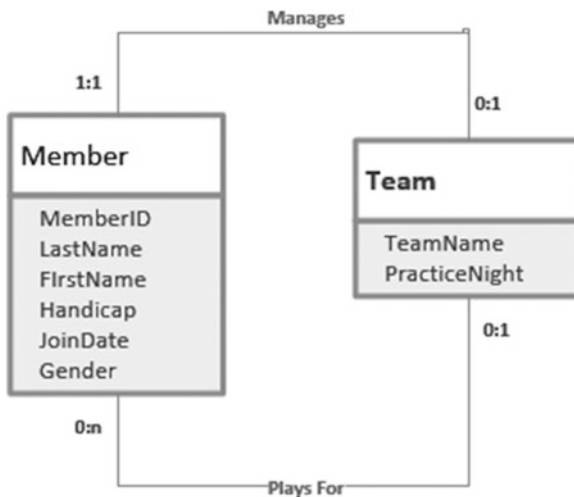 Manages
1:1
0:1
Member
Team
MemberID
LastName
FIrstName
Handicap
JoinDate
Gender
TeamName
PracticeNight
0:1
0:n
Plays For